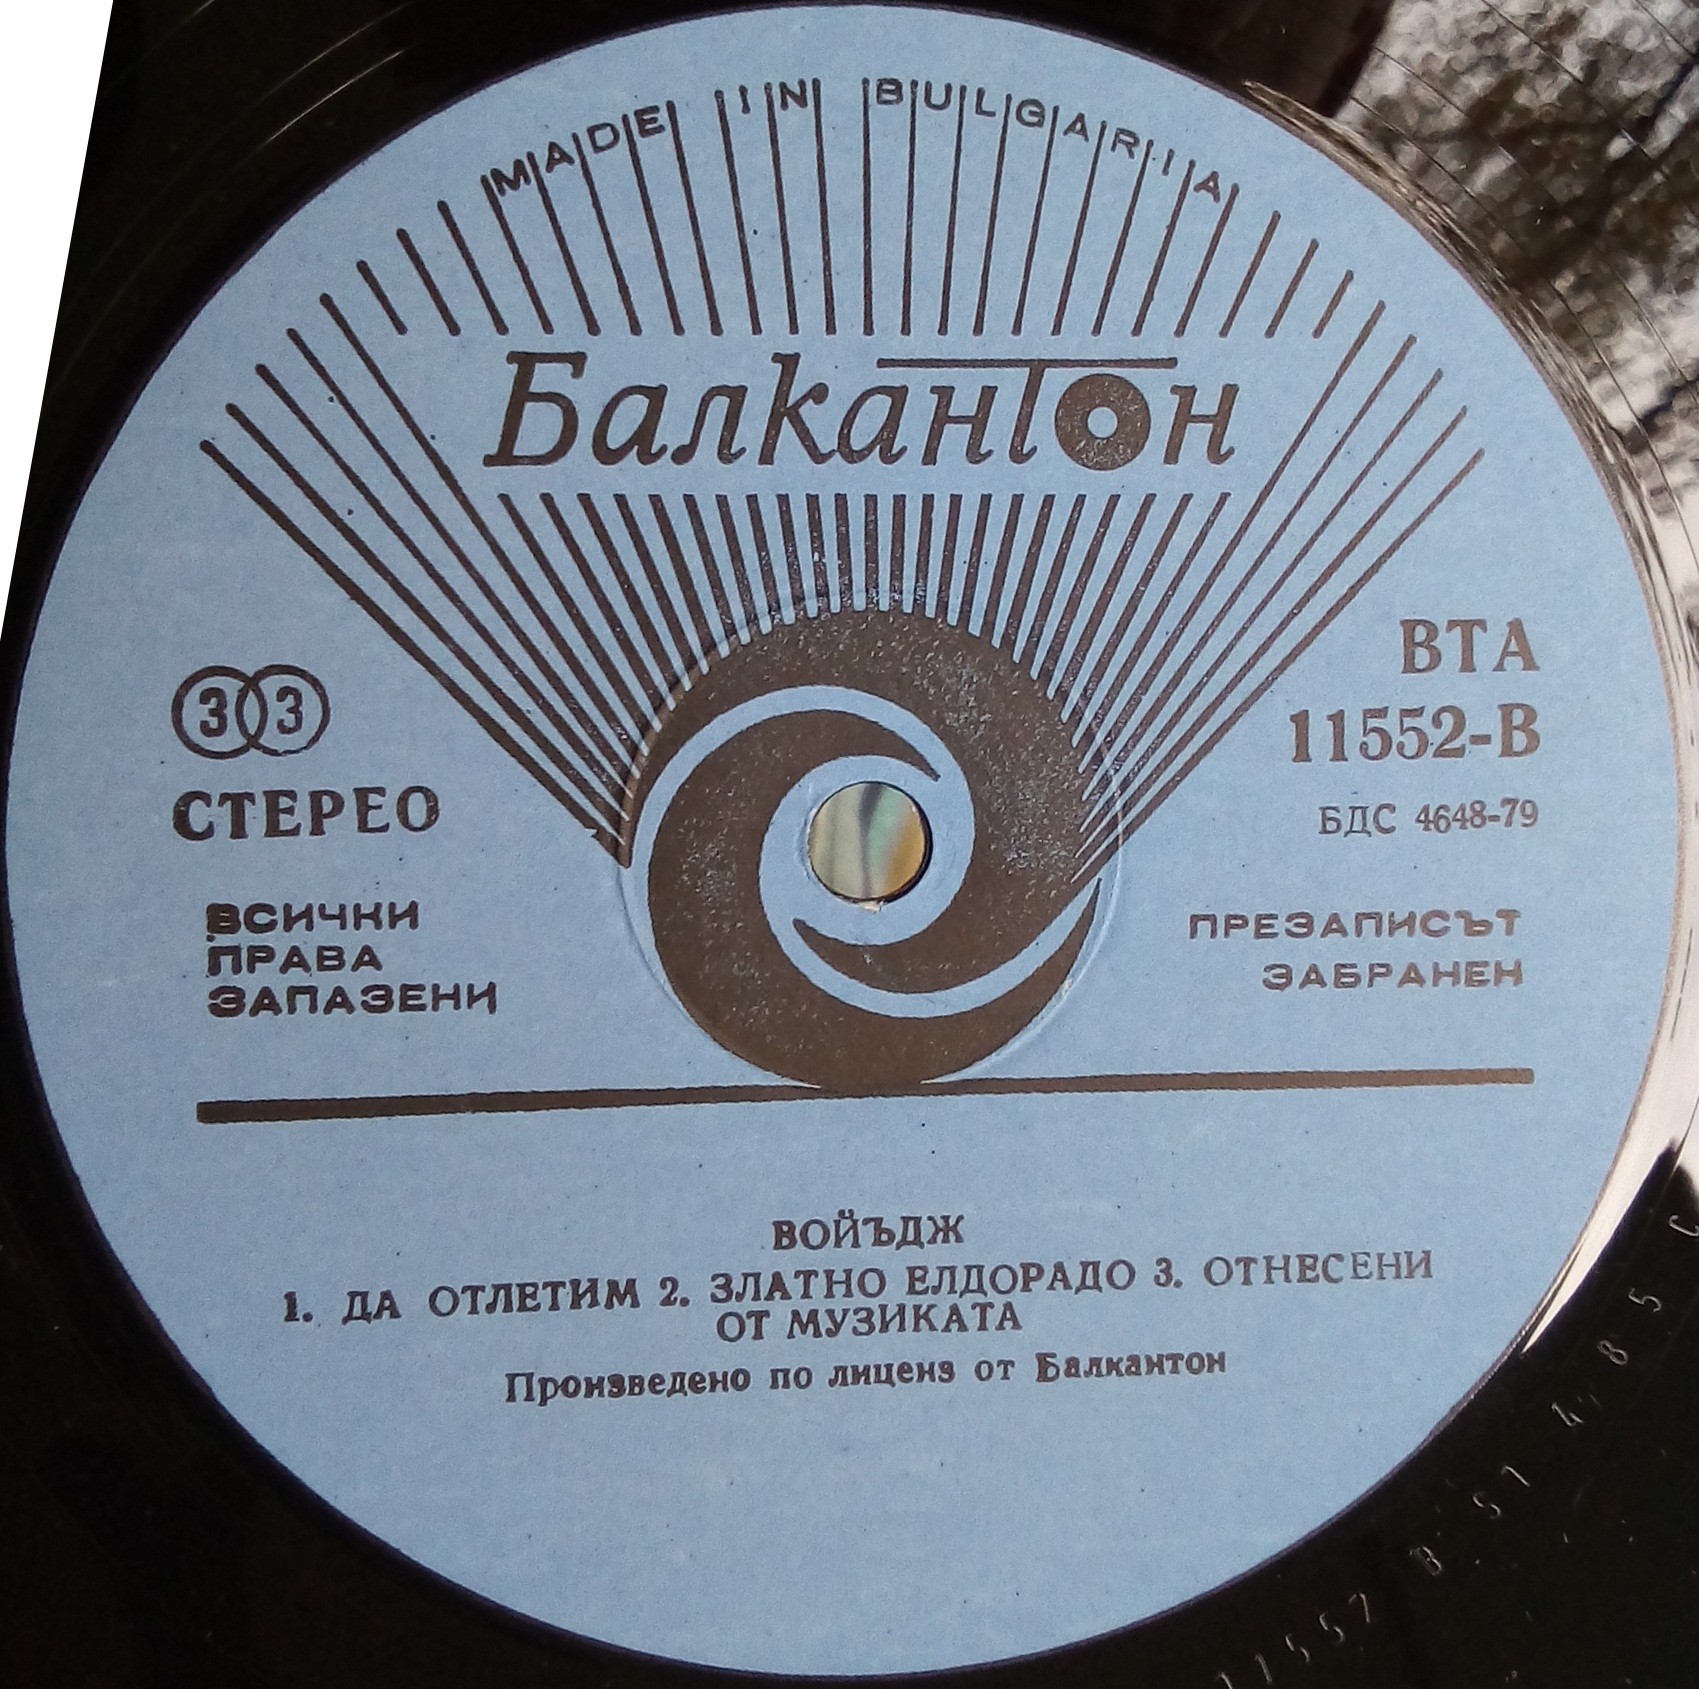 MADE IN BULGARIA
Балкантон
33
СТЕРЕО
ВТА
11552-В
БДС 4648-79
ВСИЧКИ
ПРАВА
ЗАПАЗЕНИ
ПРЕЗАПИСЪТ
ЗАБРАНЕН
ВОЙЪДЖ
1. ДА ОТЛЕТИМ 2. ЗЛАТНО ЕЛДОРАДО 3. ОТНЕСЕНИ
ОТ МУЗИКАТА
Произведено по лиценз от Балкантон
11552 B